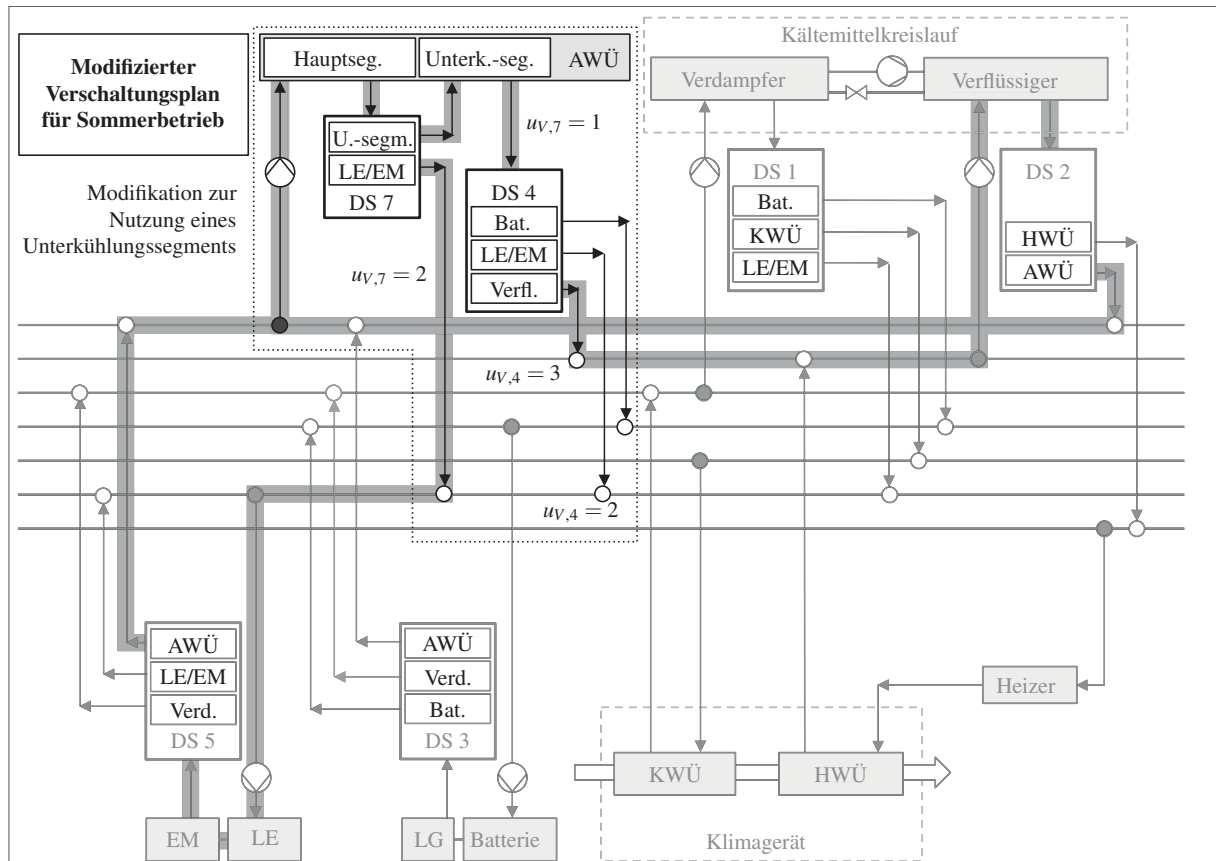 Modifizierter
Verschaltungsplan
für Sommerbetrieb
Modifikation zur
Nutzung eines
Unterkühlungssegments
Hauptseg.
Unterk.-seg.
AWÜ
U.-segm.
LE/EM
DS 7
u_{V,7} = 1
u_{V,7} = 2
DS 4
Bat.
LE/EM
Verfl.
u_{V,4} = 3
u_{V,4} = 2
Kältemittelkreislauf
Verdampfer
Verflüssiger
DS 1
Bat.
KWÜ
LE/EM
DS 2
HWÜ
AWÜ
AWÜ
LE/EM
Verd.
DS 5
EM
LE
AWÜ
Verd.
Bat.
DS 3
LG
Batterie
Heizer
KWÜ
HWÜ
Klimagerät